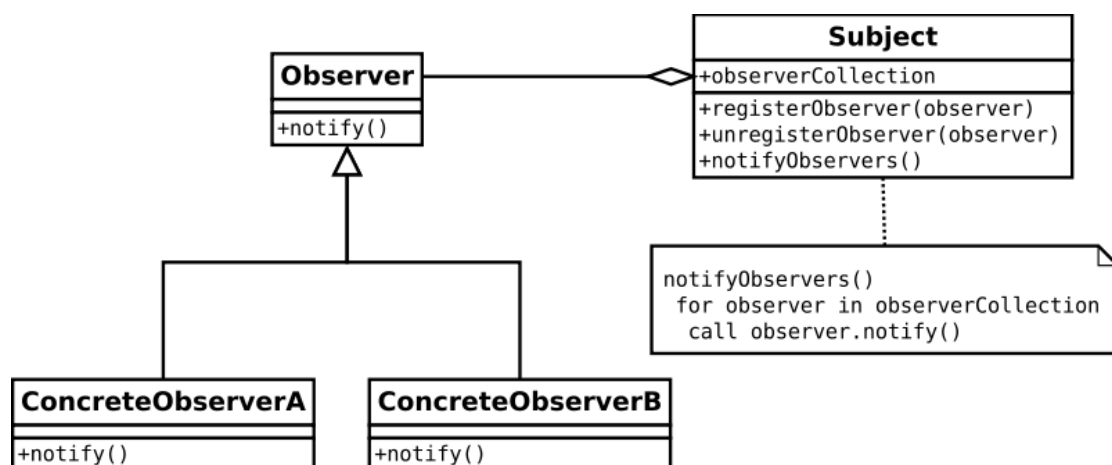 Observer
+notify()
Subject
+observerCollection
+registerObserver(observer)
+unregisterObserver(observer)
+notifyObservers()
notifyObservers()
for observer in observerCollection
call observer.notify()
ConcreteObserverA
+notify()
ConcreteObserverB
+notify()